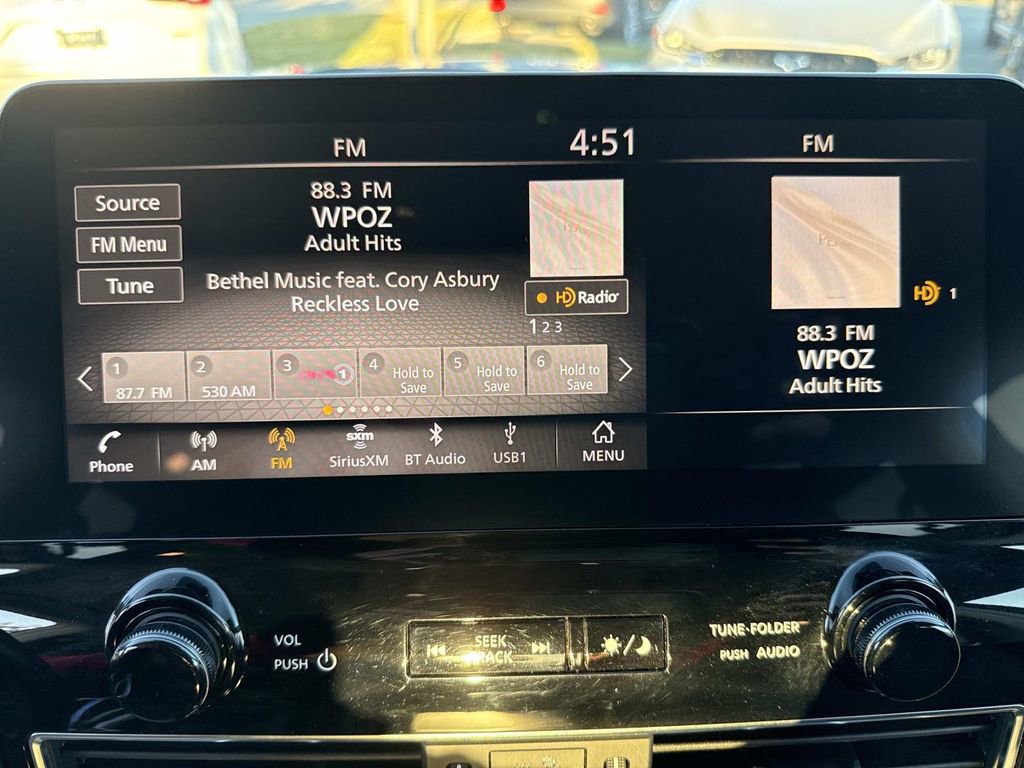 FM
4:51
FM
Source
FM Menu
Tune
88.3 FM
WPOZ
Adult Hits
Bethel Music feat. Cory Asbury
Reckless Love
HD Radio
1 2 3
HD 1
88.3 FM
WPOZ
Adult Hits
1
87.7 FM
2
530 AM
3
1
4
Hold to
Save
5
Hold to
Save
6
Hold to
Save
Phone
AM
FM
sxm
SiriusXM
BT Audio
USB1
MENU
VOL
PUSH
SEEK
TRACK
TUNE·FOLDER
PUSH AUDIO